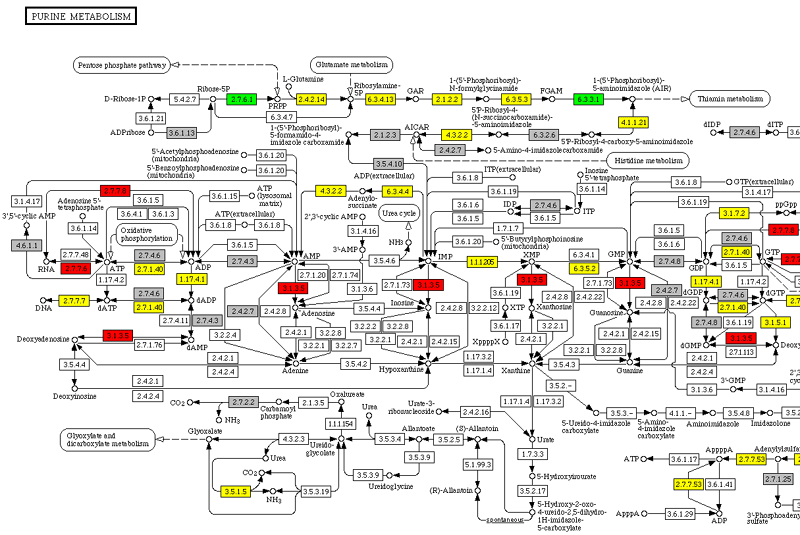 PURINE METABOLISM
Pentose phosphate pathway
Glutamate metabolism
L-Glutamine
Ribosylamine-
5P
Ribose-5P
D-Ribose-1P
5.4.2.7
2.7.6.1
PRPP
2.4.2.14
6.3.4.13
GAR
1-(5'-Phosphoribosyl)-
N-formylglycinamide
2.1.2.2
6.3.5.3
FGAM
1-(5'-Phosphoribosyl)-
5-aminoimidazole (AIR)
6.3.3.1
Thiamin metabolism
3.6.1.21
ADPribose
3.6.1.13
6.3.4.7
5'P-Ribosyl-4-
(N-succinocarboxamide)-
-5-aminoimidazole
4.1.1.21
1-(5'-Phosphoribosyl)-
5-formamido-4-
imidazole carboxamide
2.1.2.3
AICAR
4.3.2.2
6.3.2.6
5'P-Ribosyl-4-carboxy-5-aminoimidazole
dIDP
2.7.4.6
dITP
2.4.2.7
5-Amino-4-imidazolecarboxamide
5'-Acetylphosphoadenosine
(mitochondria)
3.6.1.20
5'-Benzoylphosphoadenosine
(mitochondria)
3.6.1.20
3.5.4.10
Histidine metabolism
ADP(extracellular)
ITP(extracellular)
3.6.1.8
Inosine
5'-tetraphosphate
3.6.1.14
3.6.1.8
GTP(extracellular)
3.1.4.17
2.7.7.8
Adenosine 5'-
tetraphosphate
3.6.1.5
3.6.1.15
ATP
(lysosomal
matrix)
4.3.2.2
6.3.4.4
Adenylo-
succinate
3.6.1.19
3.6.1.17
3.6.1.19
3',5'-cyclic AMP
3.6.1.4
3.6.1.3
ATP(extracellular)
3.6.1.8
3.6.1.8
2',3'-cyclic AMP
Urea cycle
3.6.1.6
IDP
2.7.4.6
3.6.1.5
3.6.1.5
ITP
3.1.7.2
ppGpp
3.6.1.14
Oxidative
phosphorylation
3.1.4.16
1.7.1.7
3.6.1.5
2.7.4.6
2.7.7.6
4.6.1.1
3.6.1.5
3'-AMP
NH3
3.6.1.20
5'-Butyrylphosphoinosine
(mitochondria)
3.6.1.6
2.7.1.40
GTP
2.7.7.48
2.7.4.6
RNA
2.7.7.6
ATP
2.7.1.40
ADP
2.7.4.3
AMP
3.5.4.6
IMP
1.1.1.205
XMP
6.3.4.1
6.3.5.2
GMP
2.7.4.8
GDP
3.6.1.5
1.17.4.2
1.17.4.1
2.7.1.20
2.7.1.74
3.1.3.5
2.7.1.73
3.1.3.5
3.1.3.5
2.7.1.73
3.1.3.5
1.17.4.1
1.17.4.2
DNA
2.7.7.7
dATP
2.7.4.6
2.7.1.40
dADP
3.6.1.19
2.4.2.8
2.4.2.22
2.4.2.7
2.4.2.8
2.4.2.22
dGDP
2.7.4.6
2.7.1.40
dGTP
2.7.4.11
2.7.4.3
2.4.2.7
2.4.2.8
Adenosine
3.5.4.4
Inosine
2.4.2.8
3.2.2.12
XTP
Xanthosine
Guanosine
2.7.4.8
3.6.1.19
3.1.5.1
Deoxyadenosine
3.1.3.5
2.7.1.76
dAMP
3.2.2.4
2.4.2.1
3.2.2.8
3.2.2.1
3.2.2.7
3.2.2.2
3.2.2.8
3.2.2.1
2.4.2.1
2.4.2.15
3.6.1.17
XppppX
2.4.2.1
2.4.2.15
3.2.2.1
3.2.2.8
dGMP
3.1.3.5
2.7.1.113
2.4.2.1
2.4.2.4
Adenine
3.5.4.2
Hypoxanthine
1.17.3.2
1.17.1.4
Xanthine
3.5.4.3
Guanine
2.4.2.1
2.4.2.4
3.5.4.4
2.4.2.1
2.4.2.4
Deoxyinosine
3.5.2.-
3.1.3.6
3'-GMP
3.1.4.16
CO2
2.7.2.2
NH3
Carbamoyl
phosphate
2.1.3.5
Oxalureate
1.1.1.154
Urea
Urate-3-
ribonucleoside
2.4.2.16
1.17.1.4
1.17.3.2
3.5.3.-
4.1.1.-
3.5.4.8
5-Ureido-4-imidazole
carboxylate
5-Amino-
4-imidazole
carboxylate
Aminoimidazole
Imidazolone
Glyoxylate and
dicarboxylate metabolism
Glyoxalate
4.3.2.3
Ureido-
glycolate
3.5.3.4
Allantoate
3.5.2.5
(S)-Allantoin
Urate
Urea
CO2
3.5.3.9
3.5.3.9
Ureidoglycine
5.1.99.3
1.7.3.3
5-Hydroxyisourate
3.5.1.5
NH3
3.5.3.19
(R)-Allantoin
3.5.2.17
5-Hydroxy-2-oxo-
4-ureido-2,5-dihydro-
1H-imidazole-
5-carboxylate
spontaneous
ATP
3.6.1.17
AppppA
2.7.7.53
Adenylylsulfate
2.7.7.53
3.6.1.41
2.7.1.25
ApppA
3.6.1.29
ADP
3'-Phosphoadenylyl